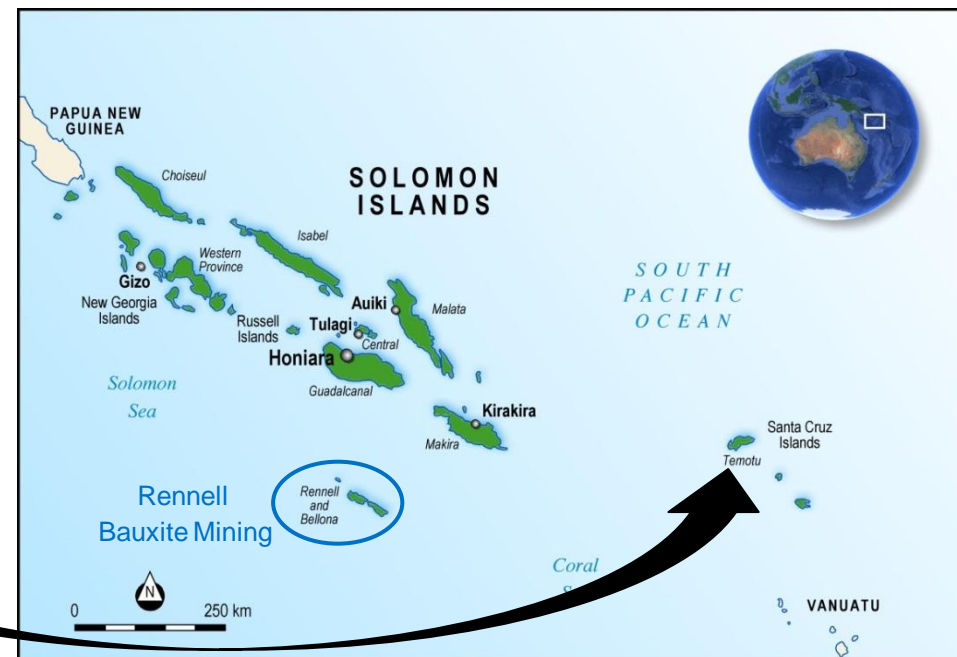 PAPUA NEW
GUINEA
Choiseul
SOLOMON
ISLANDS
Isabel
Western
Province
Gizo
New Georgia
Islands
Russell
Islands
Auiki
Malata
Tulagi
Central
Honiara
Guadalcanal
SOUTH
PACIFIC
OCEAN
Solomon
Sea
Kirakira
Makira
Santa Cruz
Islands
Temotu
Rennell
and
Bellona
Rennell
Bauxite Mining
Coral
N
0 250 km
VANUATU